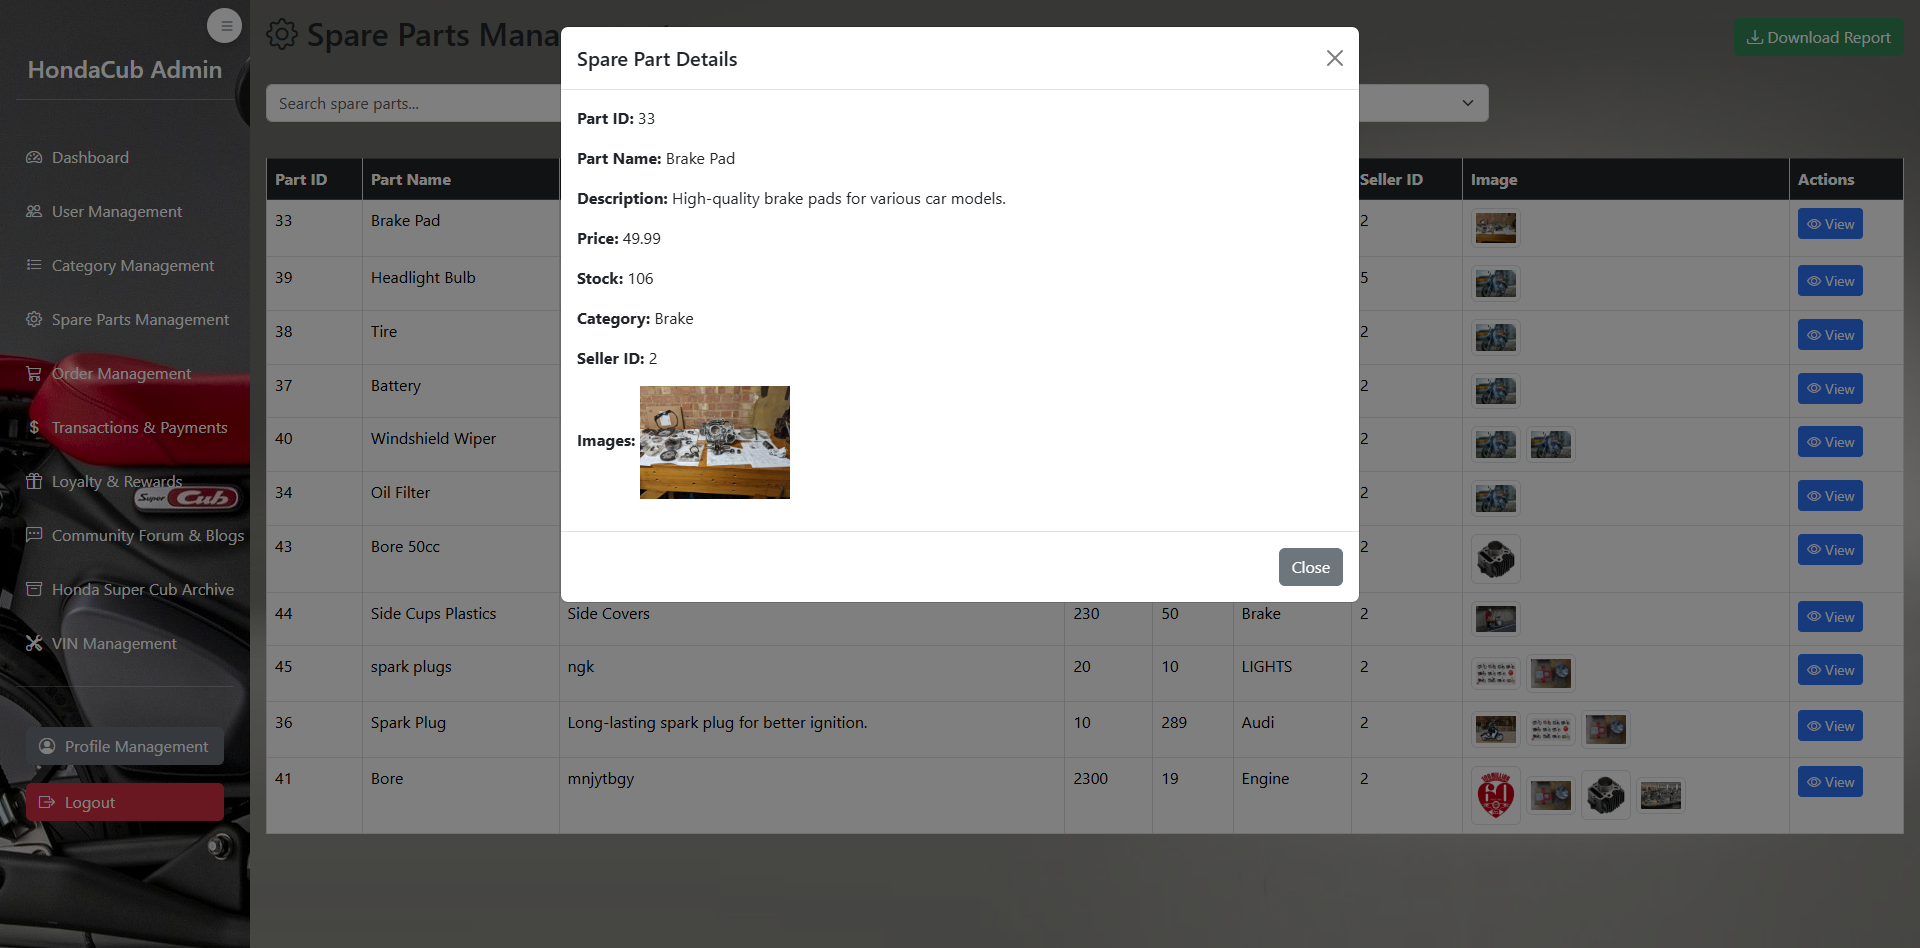 HondaCub Admin
Dashboard
User Management
Category Management
Spare Parts Management
Order Management
Transactions & Payments
Loyalty & Rewards
Super Cub
Community Forum & Blogs
Honda Super Cub Archive
VIN Management
Profile Management
Logout
Spare Parts Mana
Download Report
Search spare parts...
Spare Part Details
Part ID: 33
Part Name: Brake Pad
Description: High-quality brake pads for various car models.
Price: 49.99
Stock: 106
Category: Brake
Seller ID: 2
Images:
Close
Part ID Part Name Seller ID Image Actions
33 Brake Pad 2 View
39 Headlight Bulb 5 View
38 Tire 2 View
37 Battery 2 View
40 Windshield Wiper 2 View
34 Oil Filter 2 View
43 Bore 50cc 2 View
44 Side Cups Plastics Side Covers 230 50 Brake 2 View
45 spark plugs ngk 20 10 LIGHTS 2 View
36 Spark Plug Long-lasting spark plug for better ignition. 10 289 Audi 2 View
41 Bore mnjytbgy 2300 19 Engine 2 View